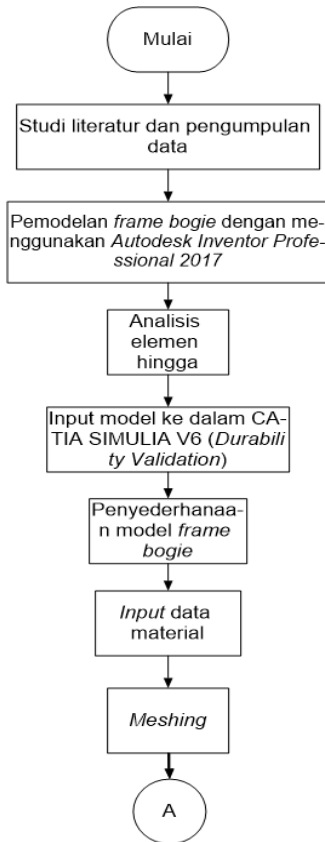 Mulai
Studi literatur dan pengumpulan
data
Pemodelan frame bogie dengan me-
nggunakan Autodesk Inventor Profe-
ssional 2017
Analisis
elemen
hingga
Input model ke dalam CA-
TIA SIMULIA V6 (Durabili
ty Validation)
Penyederhanaa-
n model frame
bogie
Input data
material
Meshing
A